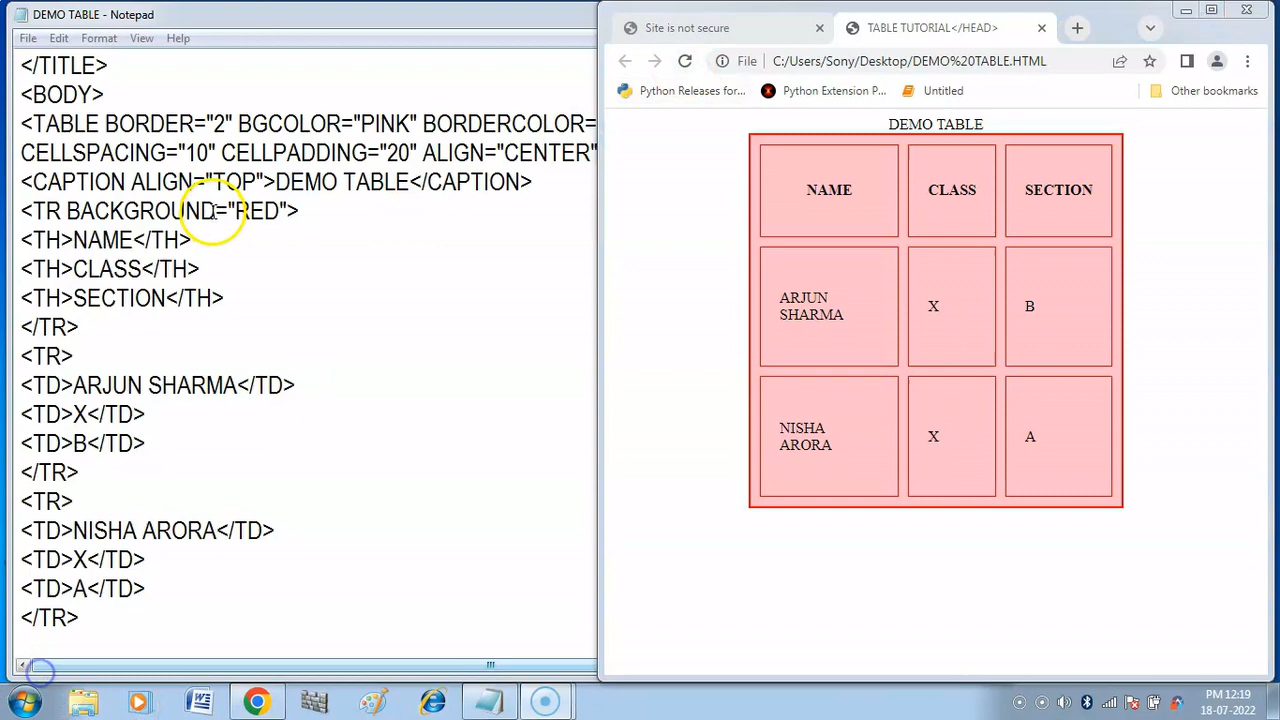 DEMO TABLE - Notepad
File Edit Format View Help
</TITLE>
<BODY>
<TABLE BORDER="2" BGCOLOR="PINK" BORDERCOLOR=
CELLSPACING="10" CELLPADDING="20" ALIGN="CENTER"
<CAPTION ALIGN="TOP">DEMO TABLE</CAPTION>
<TR BACKGROUND="RED">
<TH>NAME</TH>
<TH>CLASS</TH>
<TH>SECTION</TH>
</TR>
<TR>
<TD>ARJUN SHARMA</TD>
<TD>X</TD>
<TD>B</TD>
</TR>
<TR>
<TD>NISHA ARORA</TD>
<TD>X</TD>
<TD>A</TD>
</TR>
Site is not secure
TABLE TUTORIAL</HEAD>
File C:/Users/Sony/Desktop/DEMO%20TABLE.HTML
Python Releases for... Python Extension P... Untitled Other bookmarks
DEMO TABLE
NAME CLASS SECTION
ARJUN
SHARMA
X B
NISHA
ARORA
X A
PM 12:19
18-07-2022